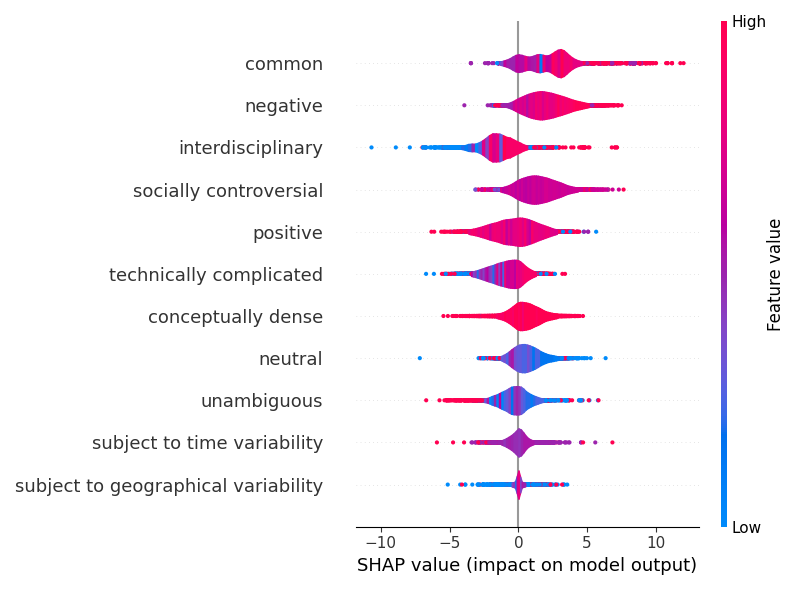 High
common
negative
interdisciplinary
socially controversial
positive
technically complicated
conceptually dense
neutral
unambiguous
subject to time variability
subject to geographical variability
Feature value
Low
−10 −5 0 5 10
SHAP value (impact on model output)